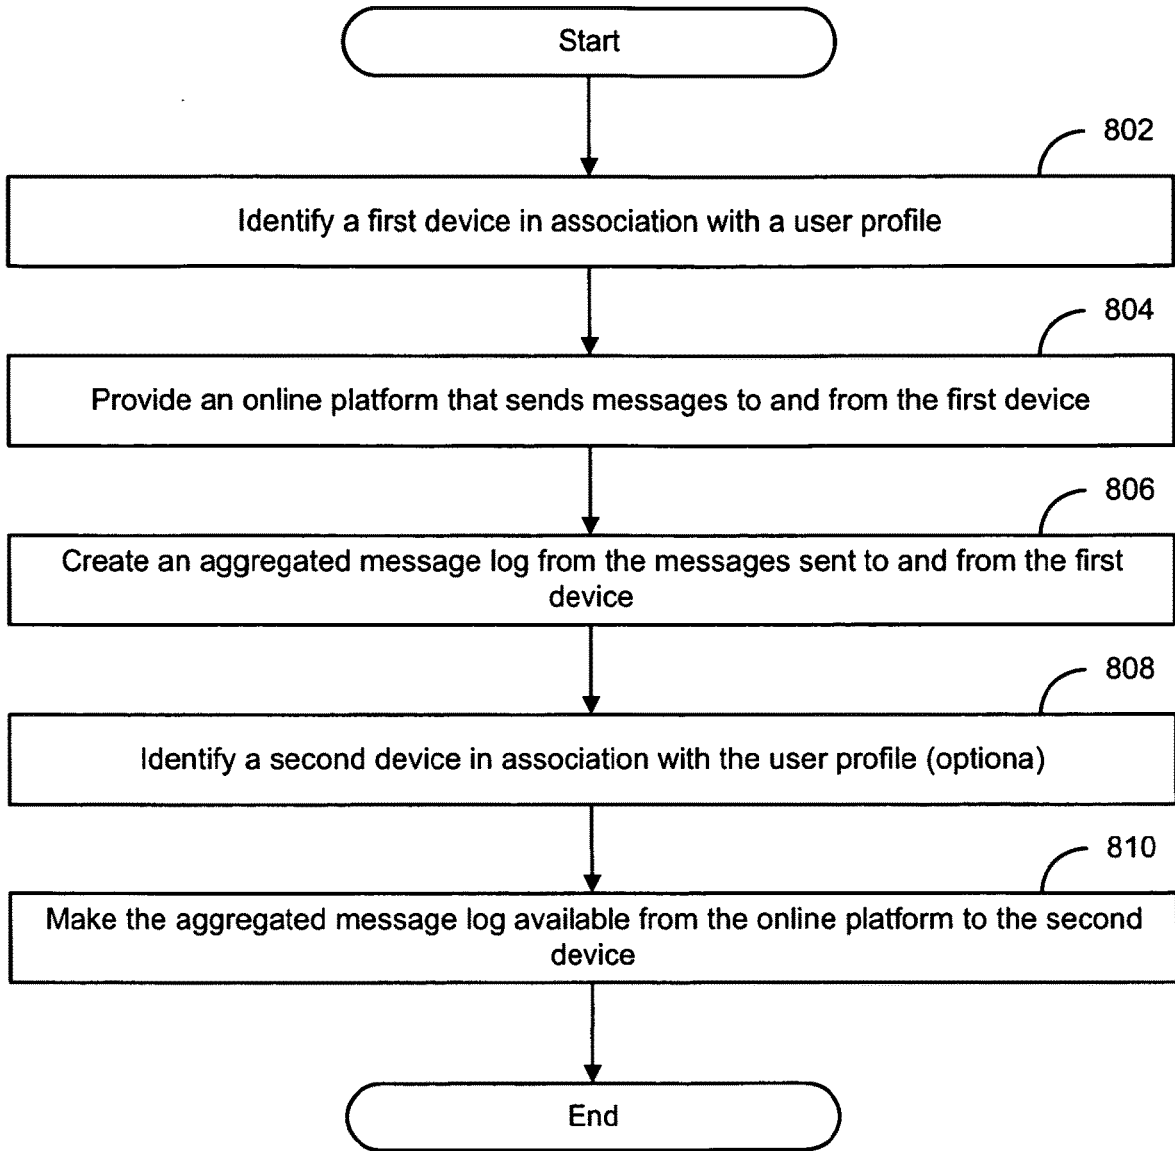 Start
802
Identify a first device in association with a user profile
804
Provide an online platform that sends messages to and from the first device
806
Create an aggregated message log from the messages sent to and from the first
device
808
Identify a second device in association with the user profile (optiona)
810
Make the aggregated message log available from the online platform to the second
device
End